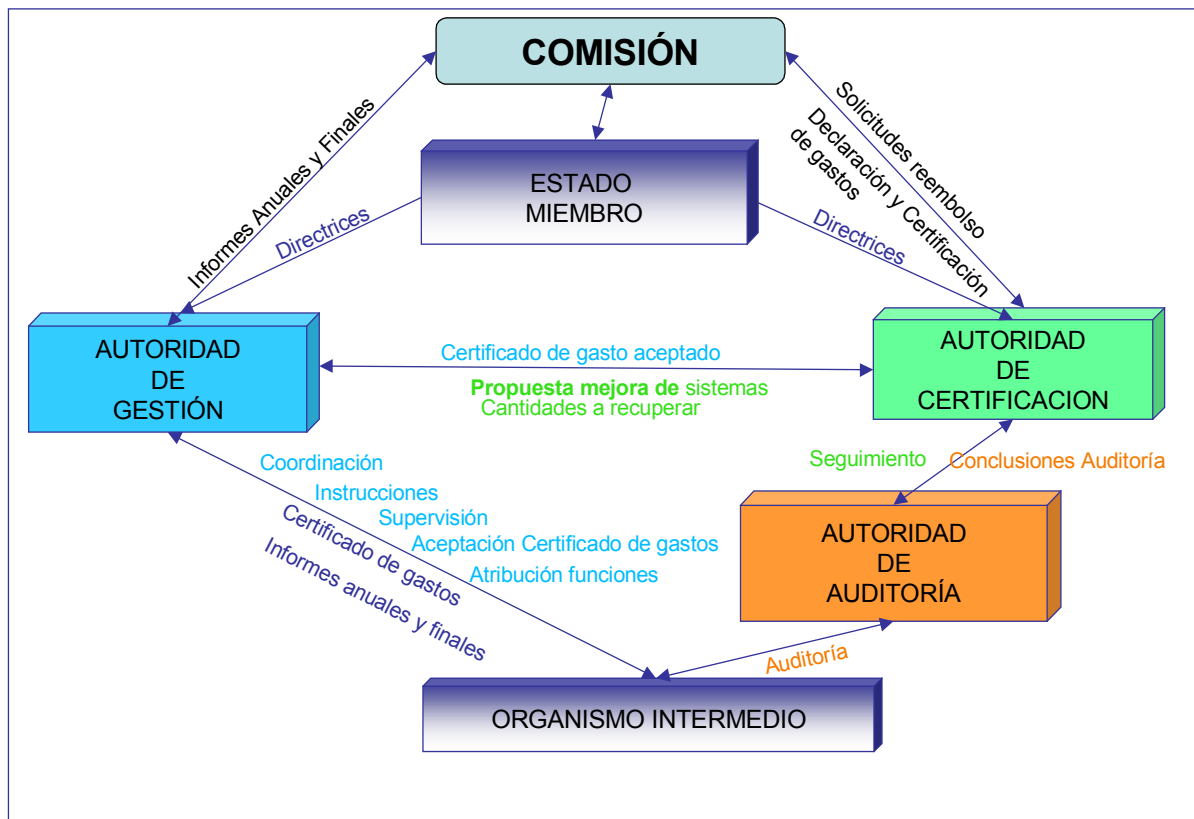 COMISIÓN
Informes Anuales y Finales
Solicitudes reembolso
Declaración y Certificación
de gastos
ESTADO
MIEMBRO
Directrices
Directrices
AUTORIDAD
DE
GESTIÓN
Certificado de gasto aceptado
Propuesta mejora de sistemas
Cantidades a recuperar
AUTORIDAD
DE
CERTIFICACION
Seguimiento
Conclusiones Auditoría
Coordinación
Instrucciones
Supervisión
Aceptación Certificado de gastos
Atribución funciones
Certificado de gastos
Informes anuales y finales
AUTORIDAD
DE
AUDITORÍA
Auditoría
ORGANISMO INTERMEDIO